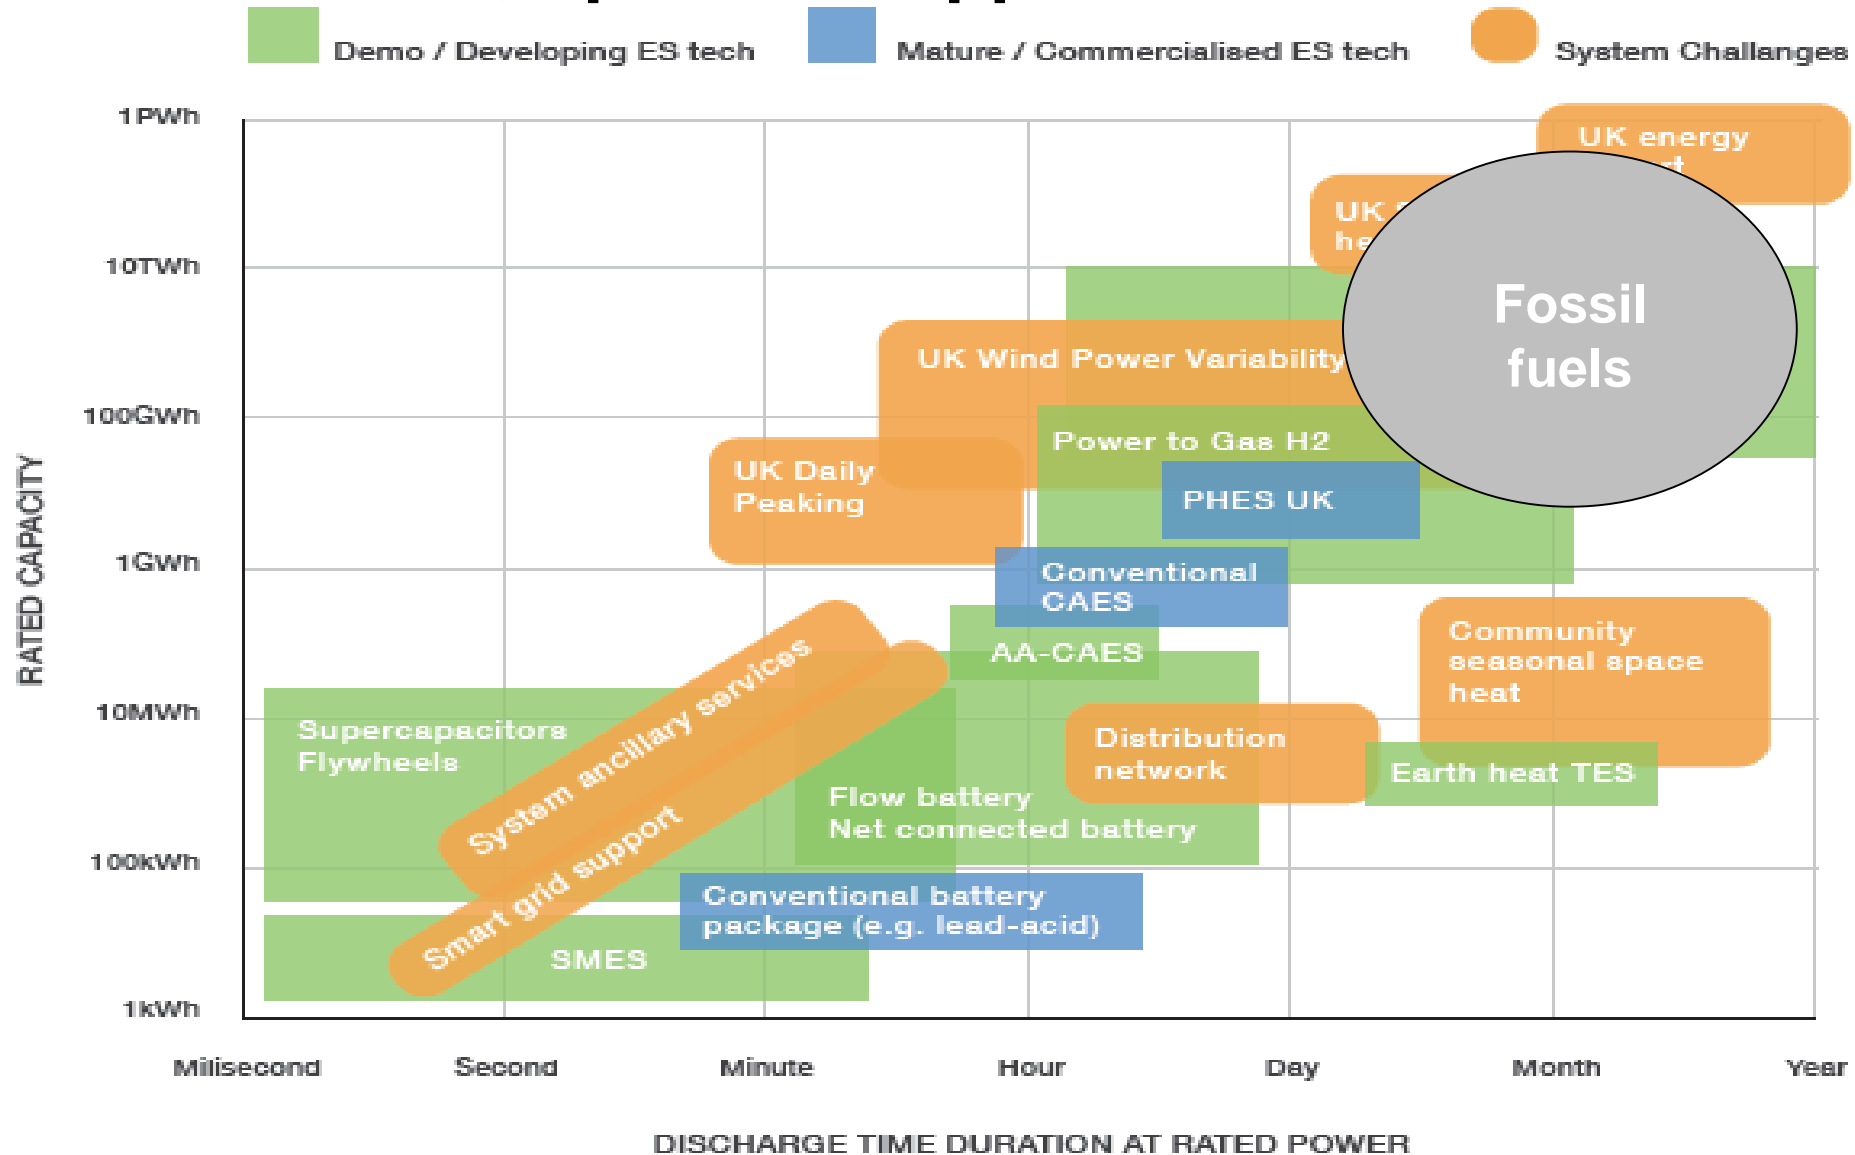 Demo / Developing ES tech
Mature / Commercialised ES tech
System Challanges
RATED CAPACITY
1PWh
10TWh
100GWh
1GWh
10MWh
100kWh
1kWh
UK energy
UK
Fossil
fuels
UK Wind Power Variability
Power to Gas H2
UK Daily
Peaking
PHES UK
Conventional
CAES
AA-CAES
Community
seasonal space
heat
System ancillary services
Smart grid support
Supercapacitors
Flywheels
Distribution
network
Earth heat TES
Flow battery
Net connected battery
Conventional battery
package (e.g. lead-acid)
SMES
Milisecond
Second
Minute
Hour
Day
Month
Year
DISCHARGE TIME DURATION AT RATED POWER